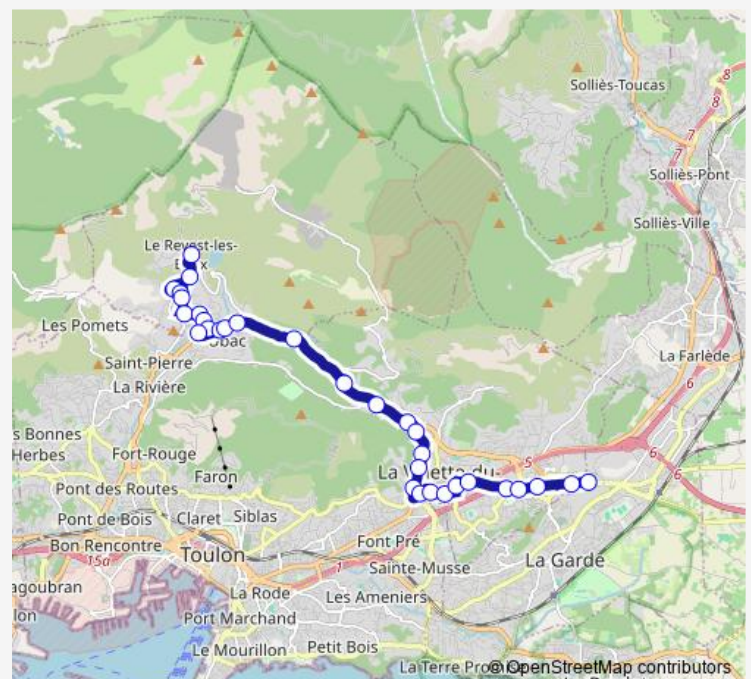 Solliès-Toucas
8
8
7
7
Solliès-Pont
Solliès-Ville
6
Le Revest-les-
Les Pomets
La Farlède
Saint-Pierre
La Rivière
6
s Bonnes
Herbes
Fort-Rouge
5
6
Faron
Pont des Routes
Claret
Siblas
Pont de Bois
Bon Rencontre
Font Pré
15a
Toulon
1
Sainte-Musse
La Garde
agoubran
La Rode
Les Ameniers
lon
Port Marchand
Le Mourillon
Petit Bois
© OpenStreetMap contributors